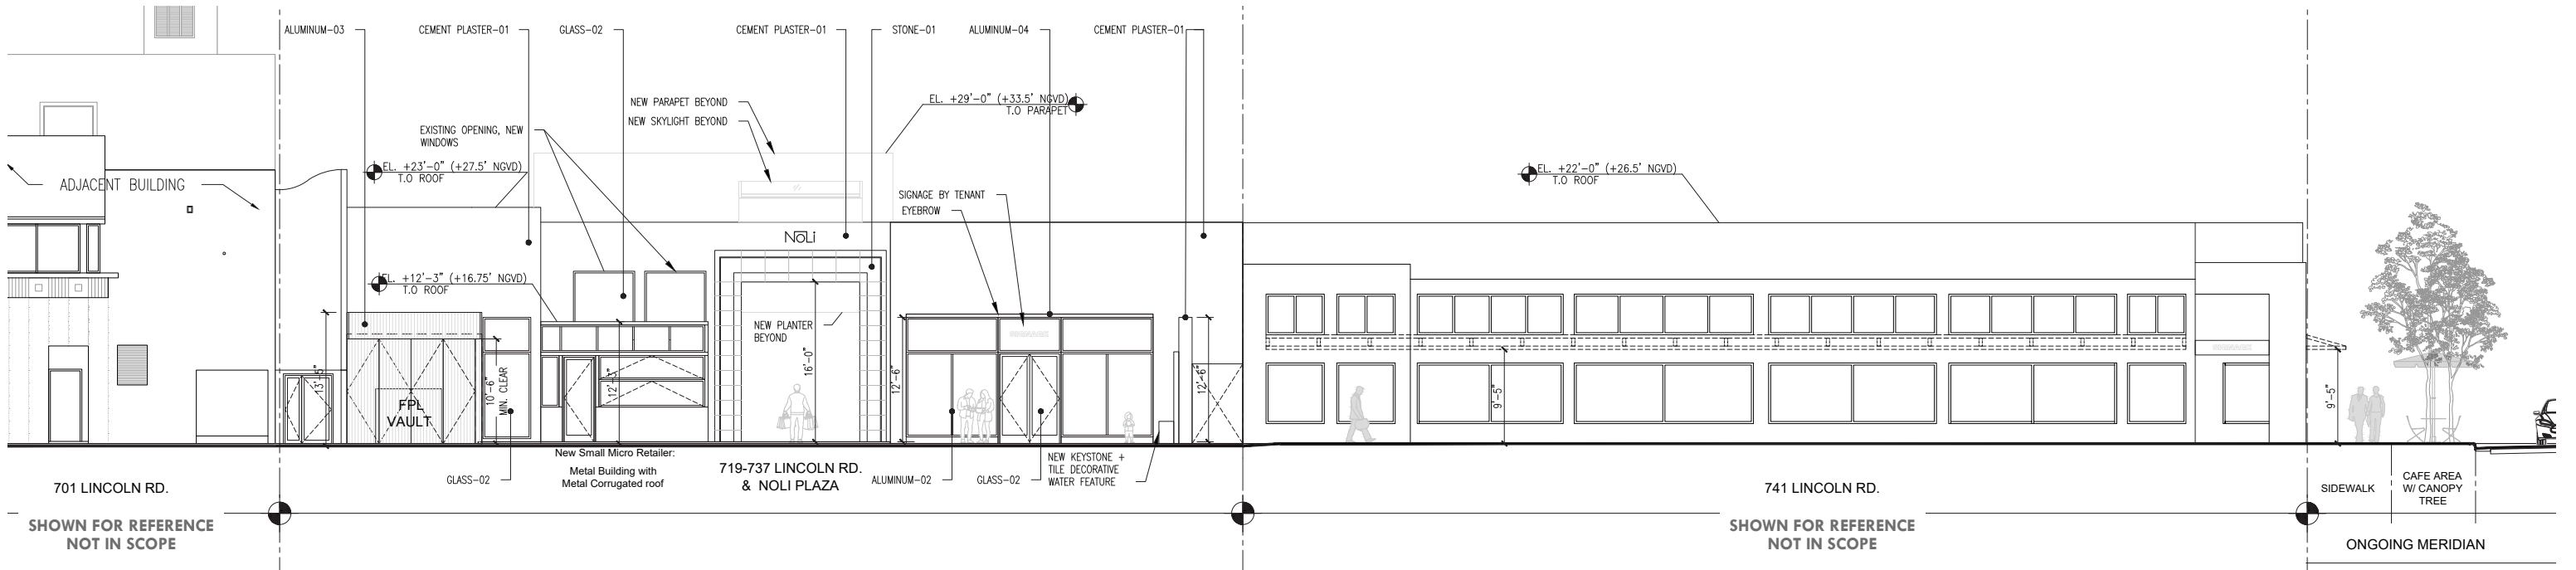 ALUMINUM-03
CEMENT PLASTER-01
GLASS-02
CEMENT PLASTER-01
STONE-01
ALUMINUM-04
CEMENT PLASTER-01
NEW PARAPET BEYOND
NEW SKYLIGHT BEYOND
EL. +29'-0" (+33.5' NGVD)
T.O PARAPET
EXISTING OPENING, NEW
WINDOWS
EL. +23'-0" (+27.5' NGVD)
T.O ROOF
EL. +22'-0" (+26.5' NGVD)
T.O ROOF
ADJACENT BUILDING
SIGNAGE BY TENANT
EYEBROW
NOLI
EL. +12'-3" (+16.75' NGVD)
T.O ROOF
NEW PLANTER
BEYOND
SIGNAGE
SIGNAGE
13'-5"
FPL
VAULT
10'-6"
MIN. CLEAR
12'-3"
16'-0"
12'-6"
12'-6"
9'-5"
9'-5"
GLASS-02
New Small Micro Retailer:
Metal Building with
Metal Corrugated roof
719-737 LINCOLN RD.
& NOLI PLAZA
ALUMINUM-02
GLASS-02
NEW KEYSTONE +
TILE DECORATIVE
WATER FEATURE
701 LINCOLN RD.
741 LINCOLN RD.
SIDEWALK
CAFE AREA
W/ CANOPY
TREE
SHOWN FOR REFERENCE
NOT IN SCOPE
SHOWN FOR REFERENCE
NOT IN SCOPE
ONGOING MERIDIAN